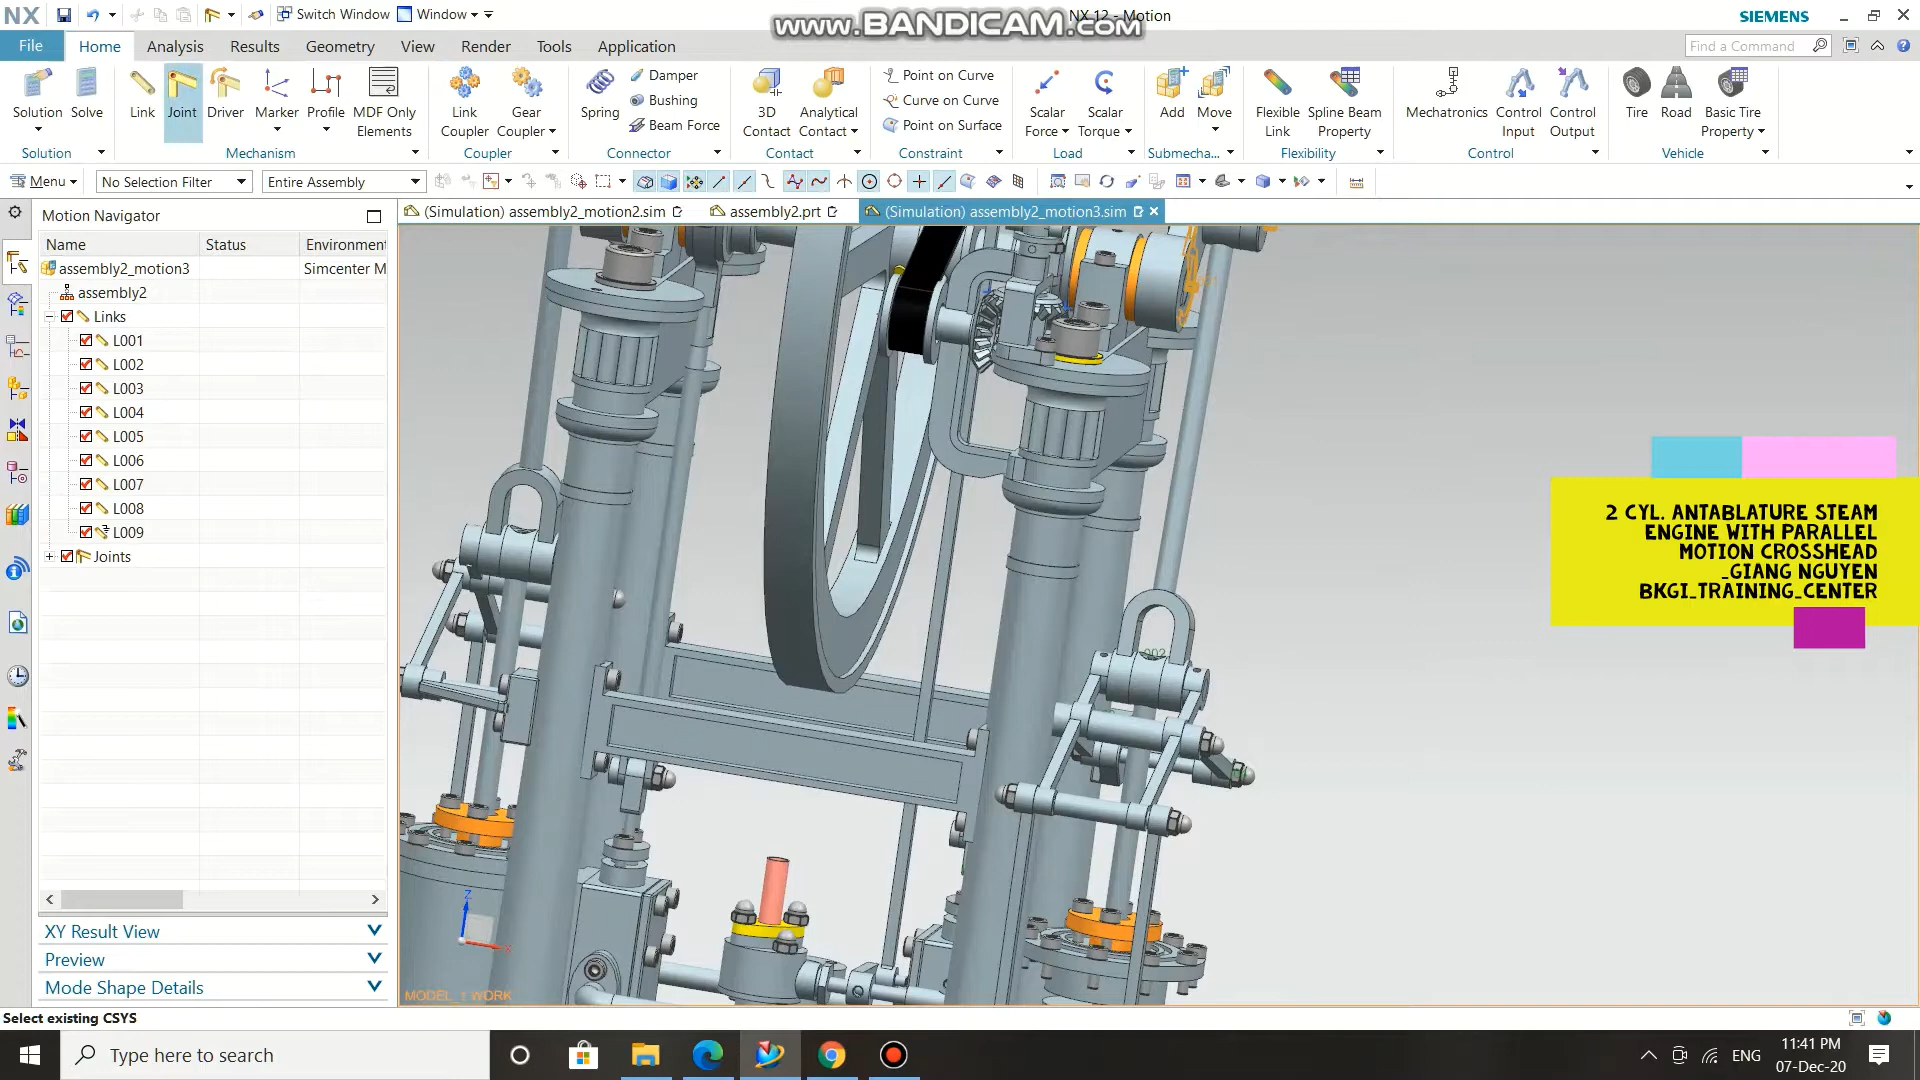 NX
Switch Window
Window
www.BANDICAM.com
NX 12 - Motion
SIEMENS
File
Home
Analysis
Results
Geometry
View
Render
Tools
Application
Find a Command
Solution
Solve
Link
Joint
Driver
Marker
Profile
MDF Only
Elements
Link
Coupler
Gear
Coupler
Spring
Damper
Bushing
Beam Force
3D
Contact
Analytical
Contact
Point on Curve
Curve on Curve
Point on Surface
Scalar
Force
Scalar
Torque
Add
Move
Flexible
Link
Spline Beam
Property
Mechatronics
Control
Input
Control
Output
Tire
Road
Basic Tire
Property
Solution
Mechanism
Coupler
Connector
Contact
Constraint
Load
Submecha...
Flexibility
Control
Vehicle
Menu
No Selection Filter
Entire Assembly
Motion Navigator
(Simulation) assembly2_motion2.sim
assembly2.prt
(Simulation) assembly2_motion3.sim
Name
Status
Environment
assembly2_motion3
Simcenter M
assembly2
Links
L001
L002
L003
L004
L005
L006
L007
L008
L009
Joints
2 CYL. ANTABLATURE STEAM
ENGINE WITH PARALLEL
MOTION CROSSHEAD
_GIANG NGUYEN
BKGI_TRAINING_CENTER
Z
X
MODEL_1 WORK
XY Result View
Preview
Mode Shape Details
Select existing CSYS
Type here to search
ENG
11:41 PM
07-Dec-20